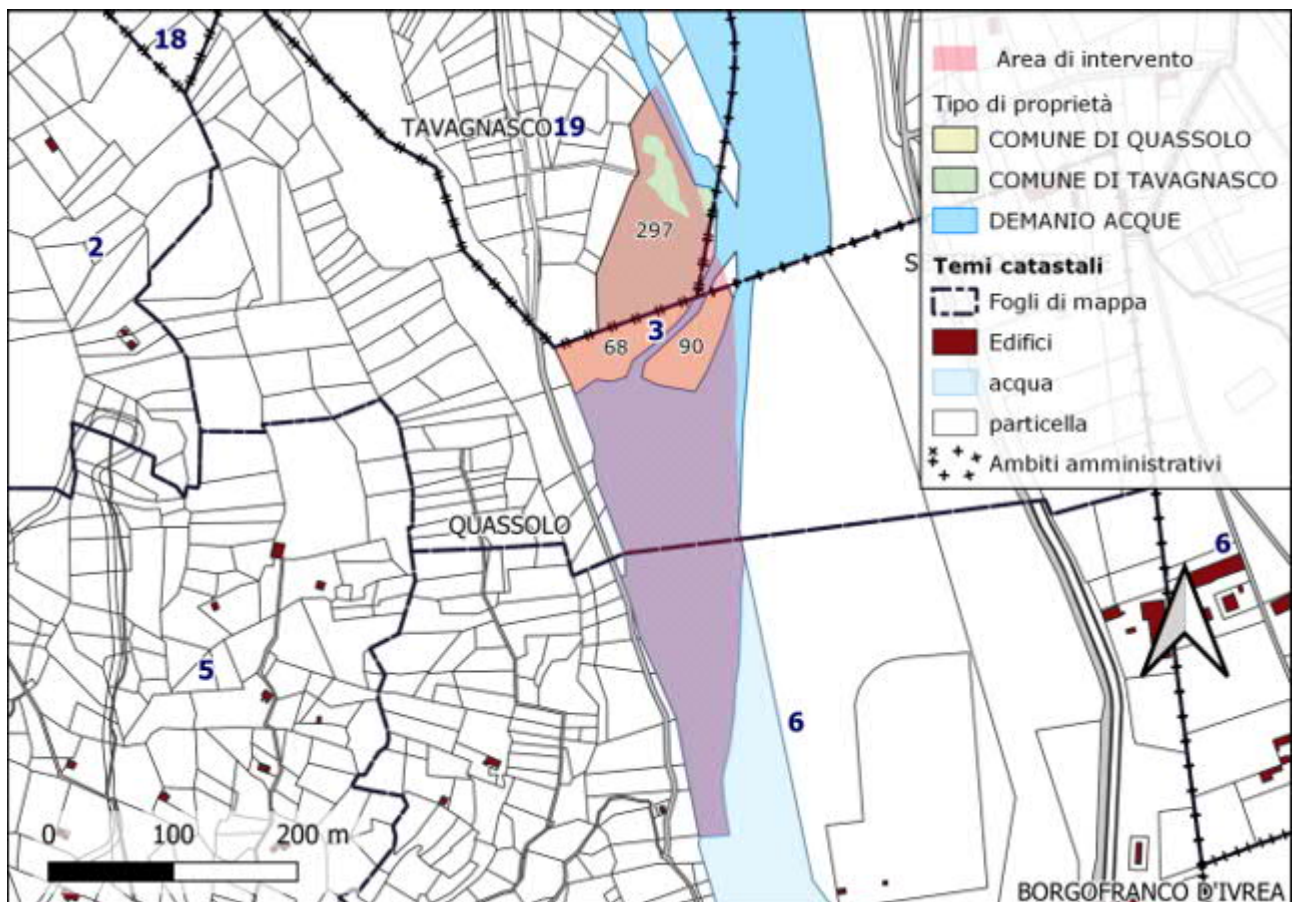 18
TAVAGNASCO 19
2
297
3
68
90
QUASSOLO
5
6
6
0 100 200 m
BORGOFRANCO D'IVREA
Area di intervento
Tipo di proprietà
COMUNE DI QUASSOLO
COMUNE DI TAVAGNASCO
DEMANIO ACQUE
Temi catastali
Fogli di mappa
Edifici
acqua
particella
Ambiti amministrativi